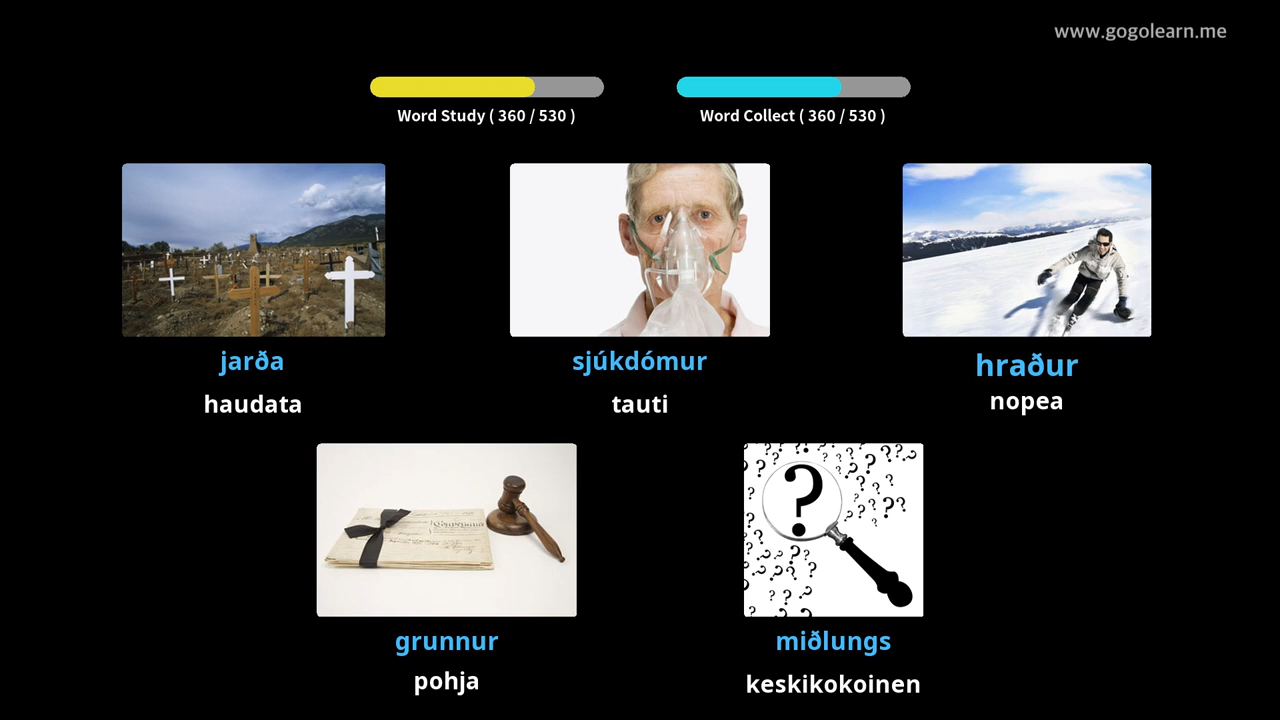 www.gogolearn.me
Word Study ( 360 / 530 )
Word Collect ( 360 / 530 )
jarða
haudata
sjúkdómur
tauti
hraður
nopea
grunnur
pohja
miðlungs
keskikokoinen